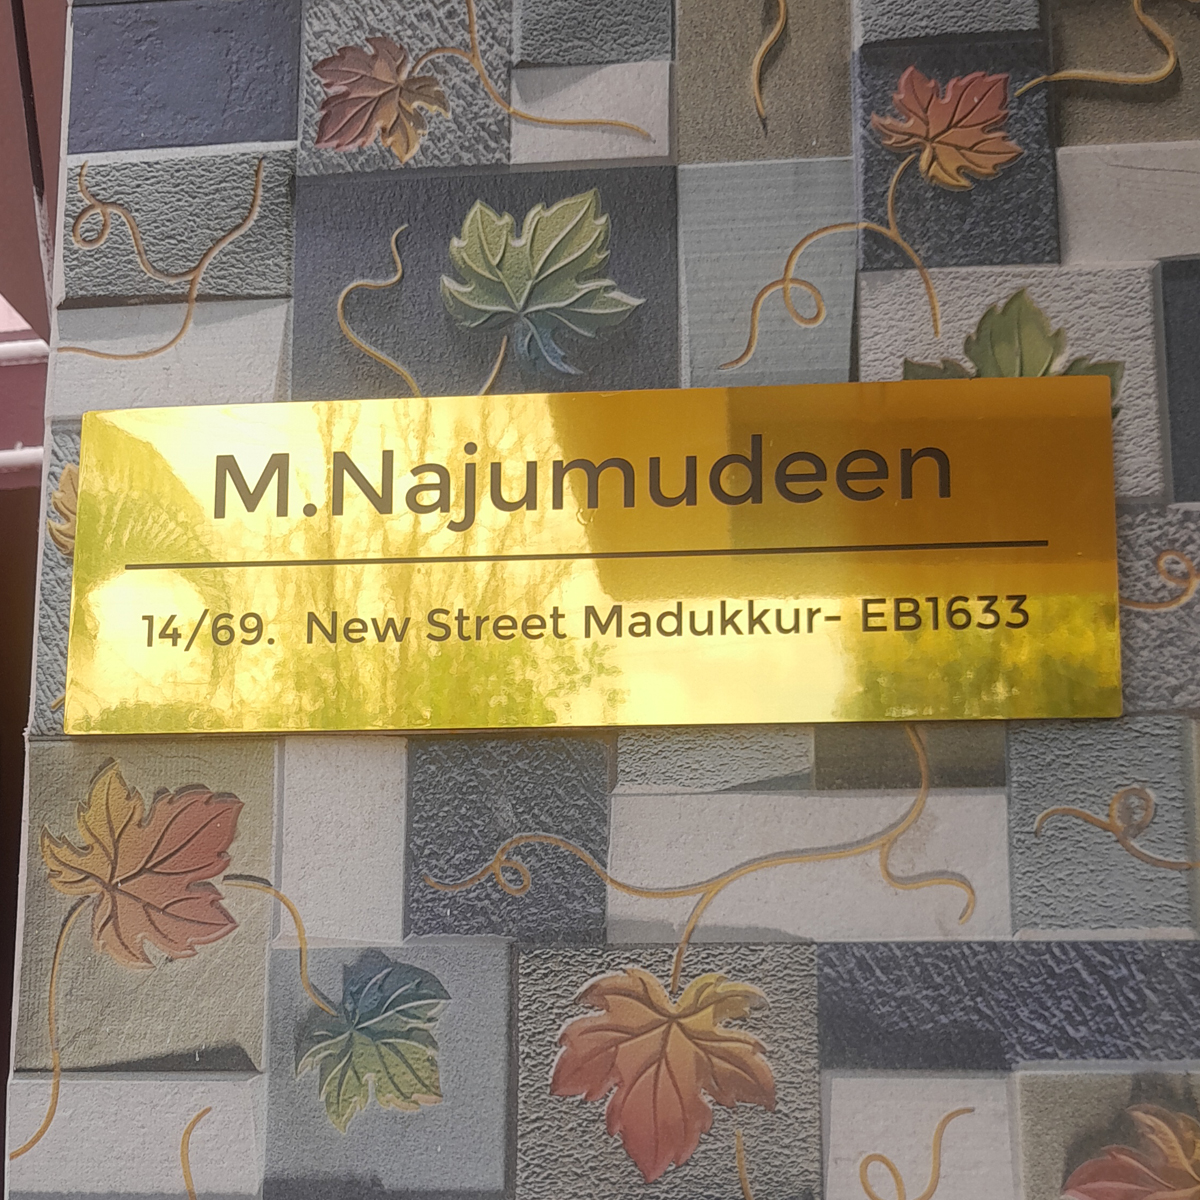 M.Najumudeen
14/69. New Street Madukkur- EB1633